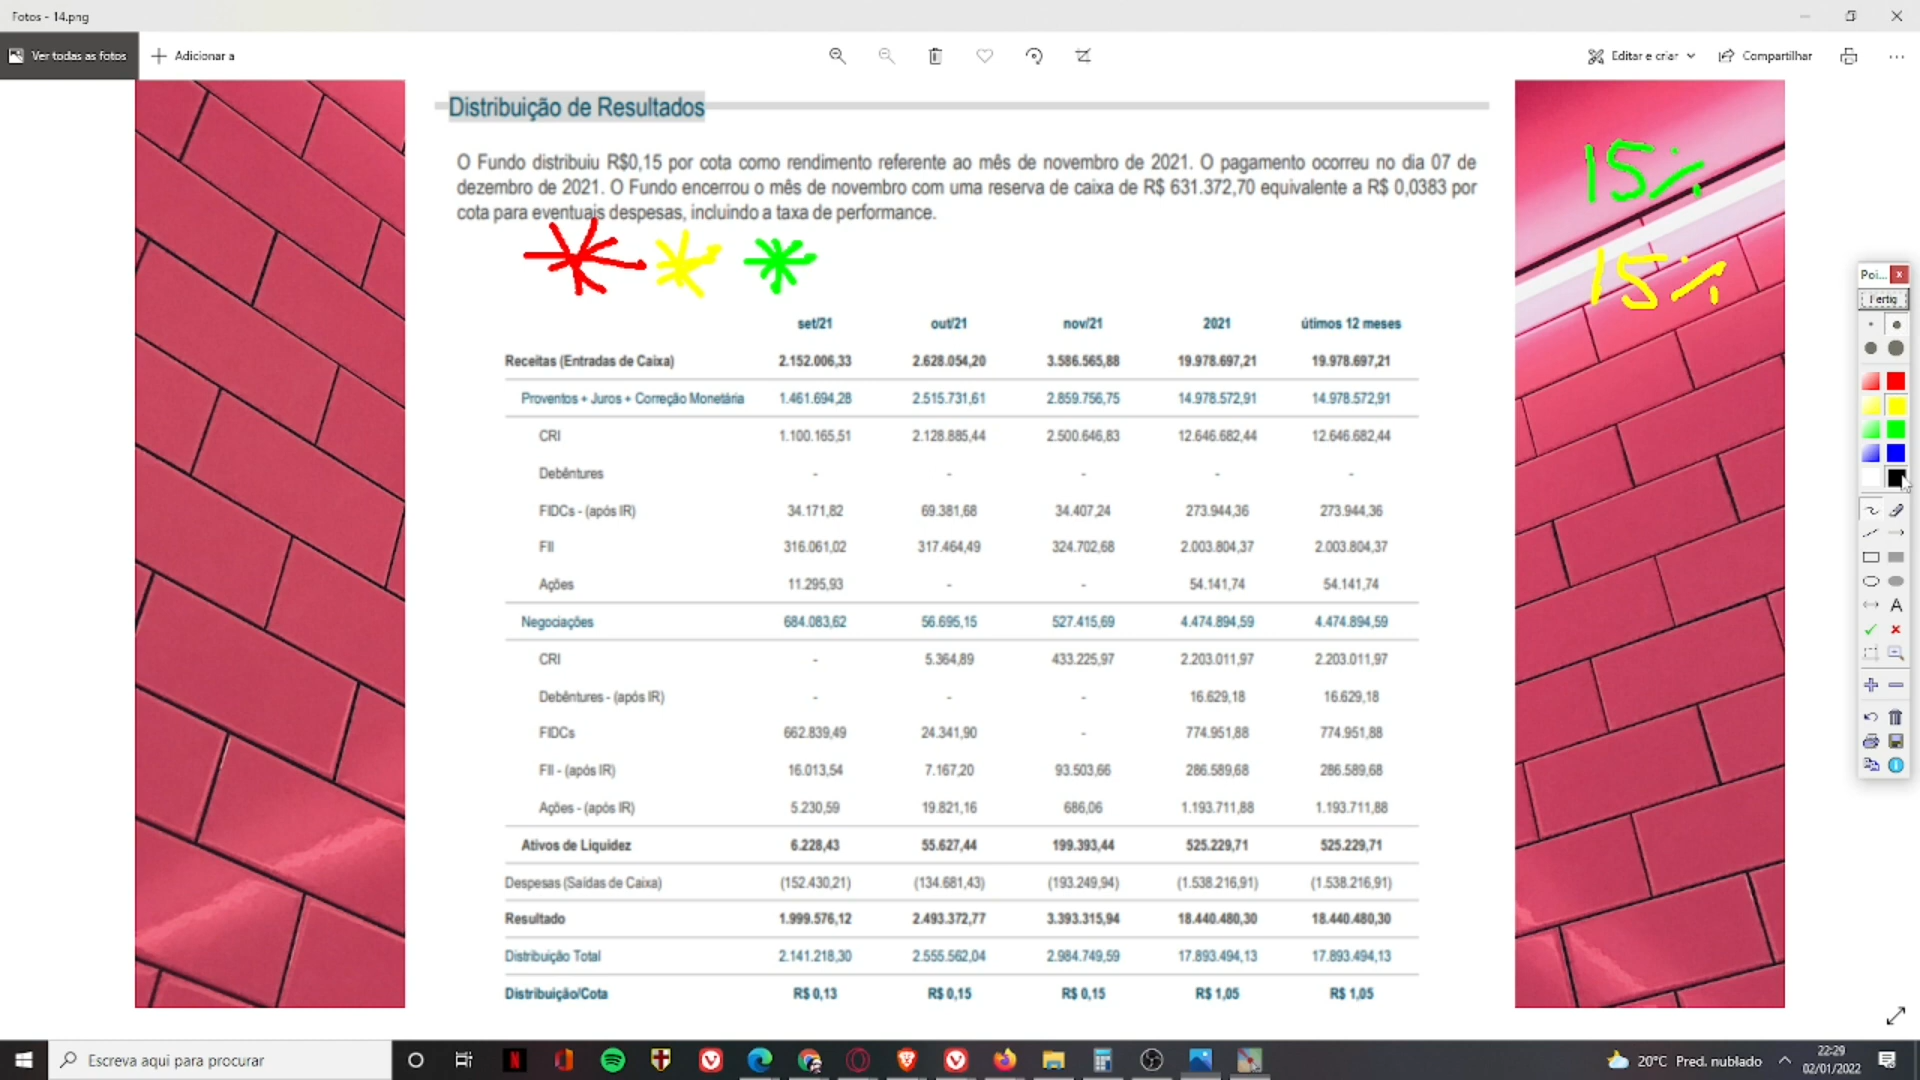 Fotos - 14.png
Ver todas as fotos
Adicionar a
Editar e criar
Compartilhar
Distribuição de Resultados
O Fundo distribuiu R$0,15 por cota como rendimento referente ao mês de novembro de 2021. O pagamento ocorreu no dia 07 de
dezembro de 2021. O Fundo encerrou o mês de novembro com uma reserva de caixa de R$ 631.372,70 equivalente a R$ 0,0383 por
cota para eventuais despesas, incluindo a taxa de performance.
15%
15%
Poi...
Fertig
set/21 out/21 nov/21 2021 útimos 12 meses
Receitas (Entradas de Caixa) 2.152.006,33 2.628.054,20 3.586.565,88 19.978.697,21 19.978.697,21
Proventos + Juros + Correção Monetária 1.461.694,28 2.515.731,61 2.859.756,75 14.978.572,91 14.978.572,91
CRI 1.100.165,51 2.128.885,44 2.500.646,83 12.646.682,44 12.646.682,44
Debêntures - - - - -
FIDCs - (após IR) 34.171,82 69.381,68 34.407,24 273.944,36 273.944,36
FII 316.061,02 317.464,49 324.702,68 2.003.804,37 2.003.804,37
Ações 11.295,93 - - 54.141,74 54.141,74
Negociações 684.083,62 56.695,15 527.415,69 4.474.894,59 4.474.894,59
CRI - 5.364,89 433.225,97 2.203.011,97 2.203.011,97
Debêntures - (após IR) - - - 16.629,18 16.629,18
FIDCs 662.839,49 24.341,90 - 774.951,88 774.951,88
FII - (após IR) 16.013,54 7.167,20 93.503,66 286.589,68 286.589,68
Ações - (após IR) 5.230,59 19.821,16 686,06 1.193.711,88 1.193.711,88
Ativos de Liquidez 6.228,43 55.627,44 199.393,44 525.229,71 525.229,71
Despesas (Saídas de Caixa) (152.430,21) (134.681,43) (193.249,94) (1.538.216,91) (1.538.216,91)
Resultado 1.999.576,12 2.493.372,77 3.393.315,94 18.440.480,30 18.440.480,30
Distribuição Total 2.141.218,30 2.555.562,04 2.984.749,59 17.893.494,13 17.893.494,13
Distribuição/Cota R$ 0,13 R$ 0,15 R$ 0,15 R$ 1,05 R$ 1,05
Escreva aqui para procurar
20°C Pred. nublado
22:29
02/01/2022